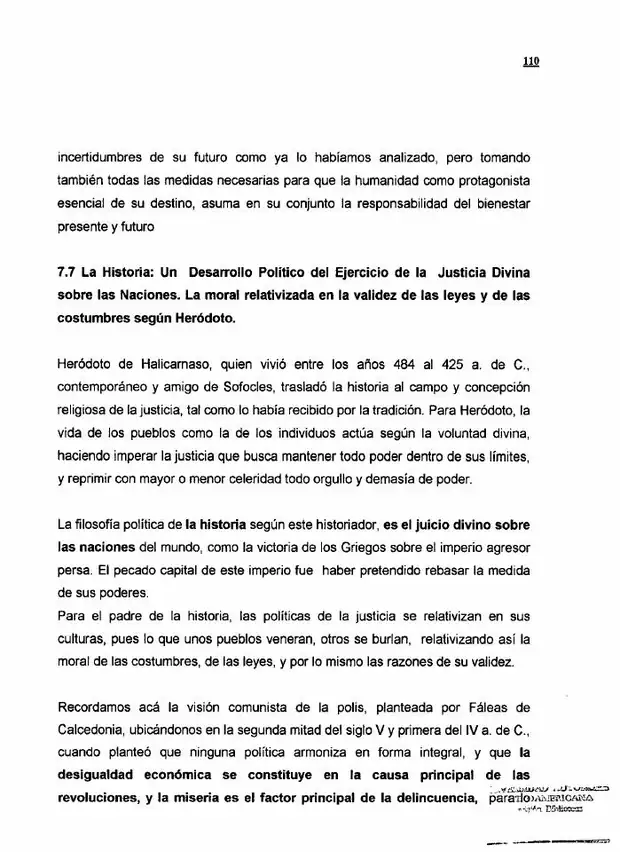 110
incertidumbres de su futuro como ya lo habíamos analizado, pero tomando
también todas las medidas necesarias para que la humanidad como protagonista
esencial de su destino, asuma en su conjunto la responsabilidad del bienestar
presente y futuro
7.7 La Historia: Un Desarrollo Político del Ejercicio de la Justicia Divina
sobre las Naciones. La moral relativizada en la validez de las leyes y de las
costumbres según Heródoto.
Heródoto de Halicarnaso, quien vivió entre los años 484 al 425 a. de C.,
contemporáneo y amigo de Sofocles, trasladó la historia al campo y concepción
religiosa de la justicia, tal como lo había recibido por la tradición. Para Heródoto, la
vida de los pueblos como la de los individuos actúa según la voluntad divina,
haciendo imperar la justicia que busca mantener todo poder dentro de sus límites,
y reprimir con mayor o menor celeridad todo orgullo y demasía de poder.
La filosofía política de la historia según este historiador, es el juicio divino sobre
las naciones del mundo, como la victoria de los Griegos sobre el imperio agresor
persa. El pecado capital de este imperio fue haber pretendido rebasar la medida
de sus poderes.
Para el padre de la historia, las políticas de la justicia se relativizan en sus
culturas, pues lo que unos pueblos veneran, otros se burlan, relativizando así la
moral de las costumbres, de las leyes, y por lo mismo las razones de su validez.
Recordamos acá la visión comunista de la polis, planteada por Fáleas de
Calcedonia, ubicándonos en la segunda mitad del siglo V y primera del IV a. de C.,
cuando planteó que ninguna política armoniza en forma integral, y que la
desigualdad económica se constituye en la causa principal de las
revoluciones, y la miseria es el factor principal de la delincuencia,